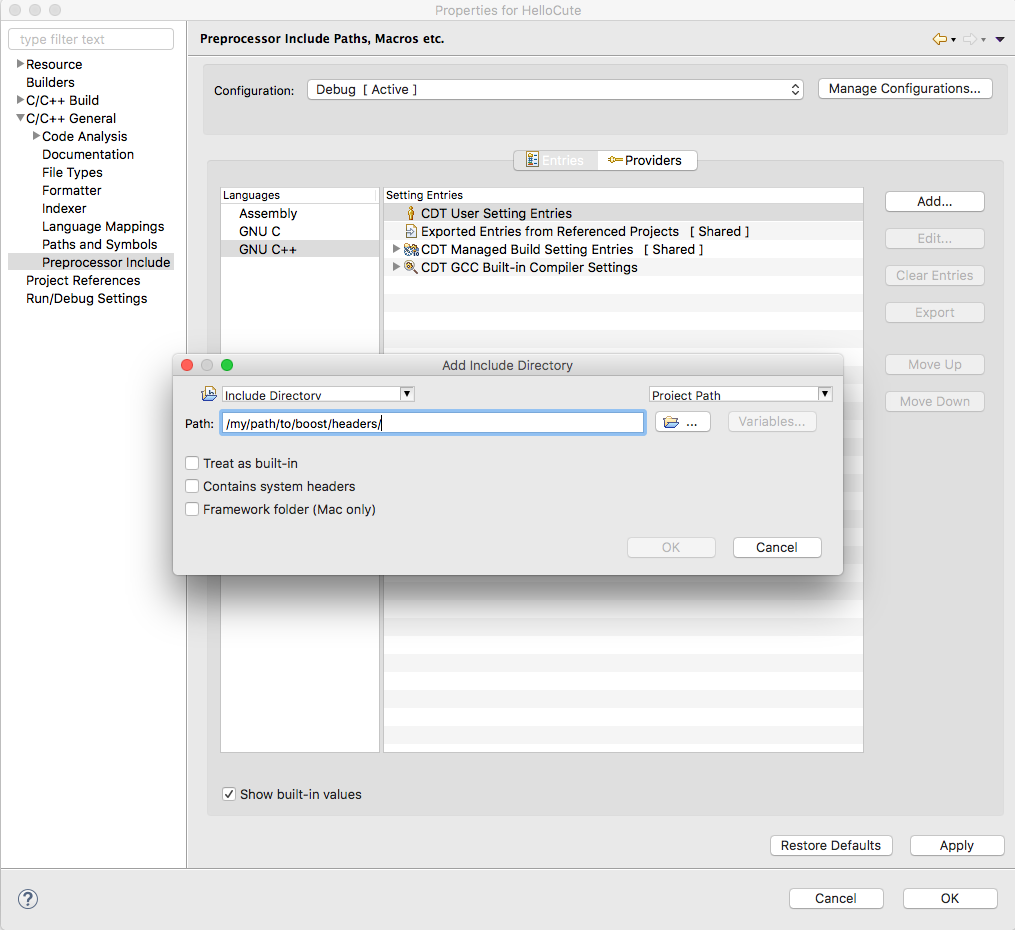 Properties for HelloCute
type filter text
Resource
Builders
C/C++ Build
C/C++ General
Code Analysis
Documentation
File Types
Formatter
Indexer
Language Mappings
Paths and Symbols
Preprocessor Include
Project References
Run/Debug Settings
Preprocessor Include Paths, Macros etc.
Configuration: Debug [ Active ] Manage Configurations...
Entries Providers
Languages
Assembly
GNU C
GNU C++
Setting Entries
CDT User Setting Entries
Exported Entries from Referenced Projects [ Shared ]
CDT Managed Build Setting Entries [ Shared ]
CDT GCC Built-in Compiler Settings
Add...
Edit...
Clear Entries
Export
Move Up
Move Down
Add Include Directory
Include Directory Project Path
Path: /my/path/to/boost/headers/ ... Variables...
Treat as built-in
Contains system headers
Framework folder (Mac only)
OK Cancel
Show built-in values
Restore Defaults Apply
? Cancel OK